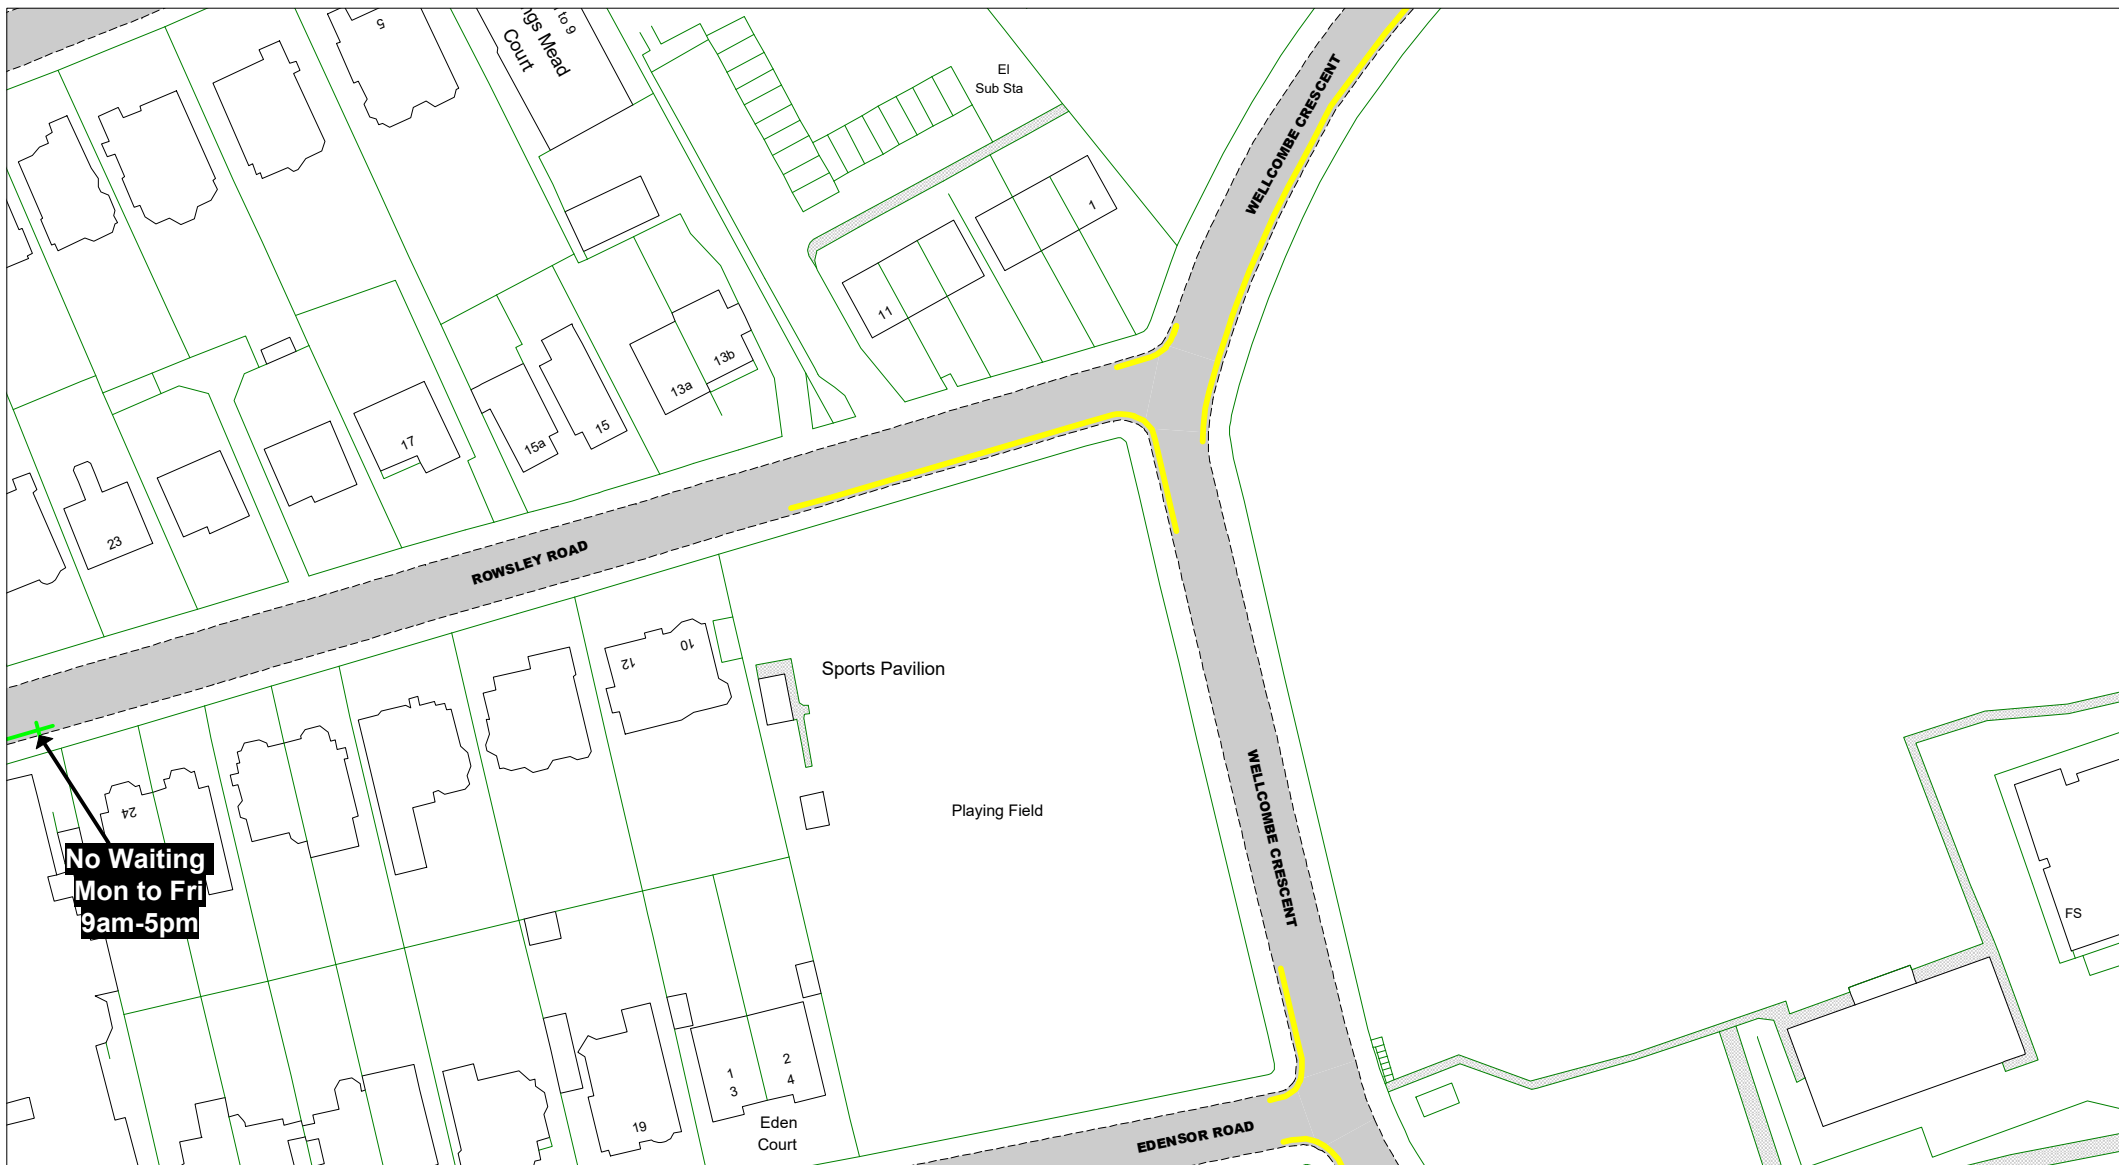 5
to 9
ngs Mead
Court
El
Sub Sta
WELLCOMBE CRESCENT
1
11
13b
13a
15
15a
17
23
ROWSLEY ROAD
10
12
Sports Pavilion
Playing Field
24
No Waiting
Mon to Fri
9am-5pm
WELLCOMBE CRESCENT
FS
1
2
3
4
19
Eden
Court
EDENSOR ROAD